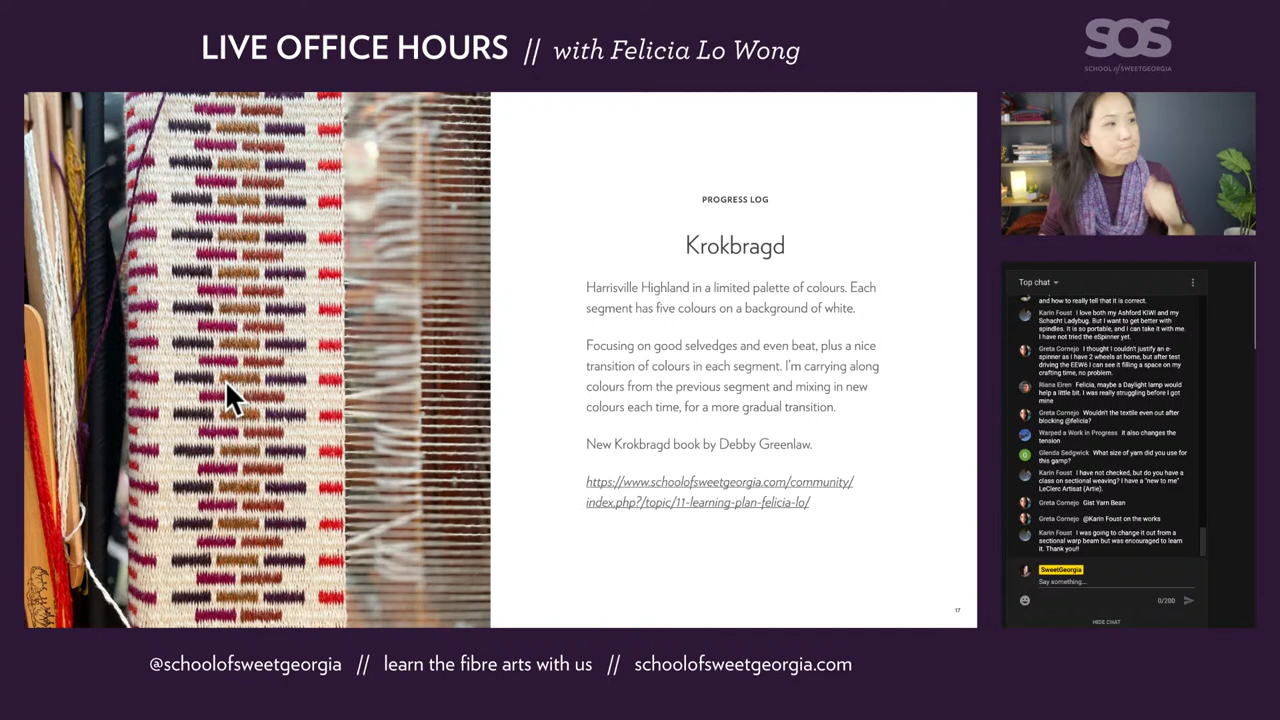 LIVE OFFICE HOURS // with Felicia Lo Wong
SOS
SCHOOL of SWEETGEORGIA
PROGRESS LOG
Krokbragd
Harrisville Highland in a limited palette of colours. Each
segment has five colours on a background of white.
Focusing on good selvedges and even beat, plus a nice
transition of colours in each segment. I'm carrying along
colours from the previous segment and mixing in new
colours each time, for a more gradual transition.
New Krokbragd book by Debby Greenlaw.
https://www.schoolofsweetgeorgia.com/community/
index.php?/topic/11-learning-plan-felicia-lo/
17
Top chat
and how to really tell that it is correct.
Karin Foust I love both my Ashford KIWI and my
Schacht Ladybug. But I want to get better with
spindles. It is so portable, and I can take it with me.
I have not tried the eSpinner yet.
Greta Cornejo I thought I couldn't justify an e-
spinner as I have 2 wheels at home, but after test
driving the EEW6 I can see it filling a space on my
crafting time, no problem.
Riana Eiren Felicia, maybe a Daylight lamp would
help a little bit. I was really struggling before I got
mine
Greta Cornejo Wouldn't the textile even out after
blocking @felicia?
Warped a Work in Progress it also changes the
tension
Glenda Sedgwick What size of yarn did you use for
this gamp?
Karin Foust I have not checked, but do you have a
class on sectional weaving? I have a "new to me"
LeClerc Artisat (Artie).
Greta Cornejo Gist Yarn Bean
Greta Cornejo @Karin Foust on the works
Karin Foust I was going to change it out from a
sectional warp beam but was encouraged to learn
it. Thank you!!
SweetGeorgia
Say something...
0/200
HIDE CHAT
@schoolofsweetgeorgia // learn the fibre arts with us // schoolofsweetgeorgia.com